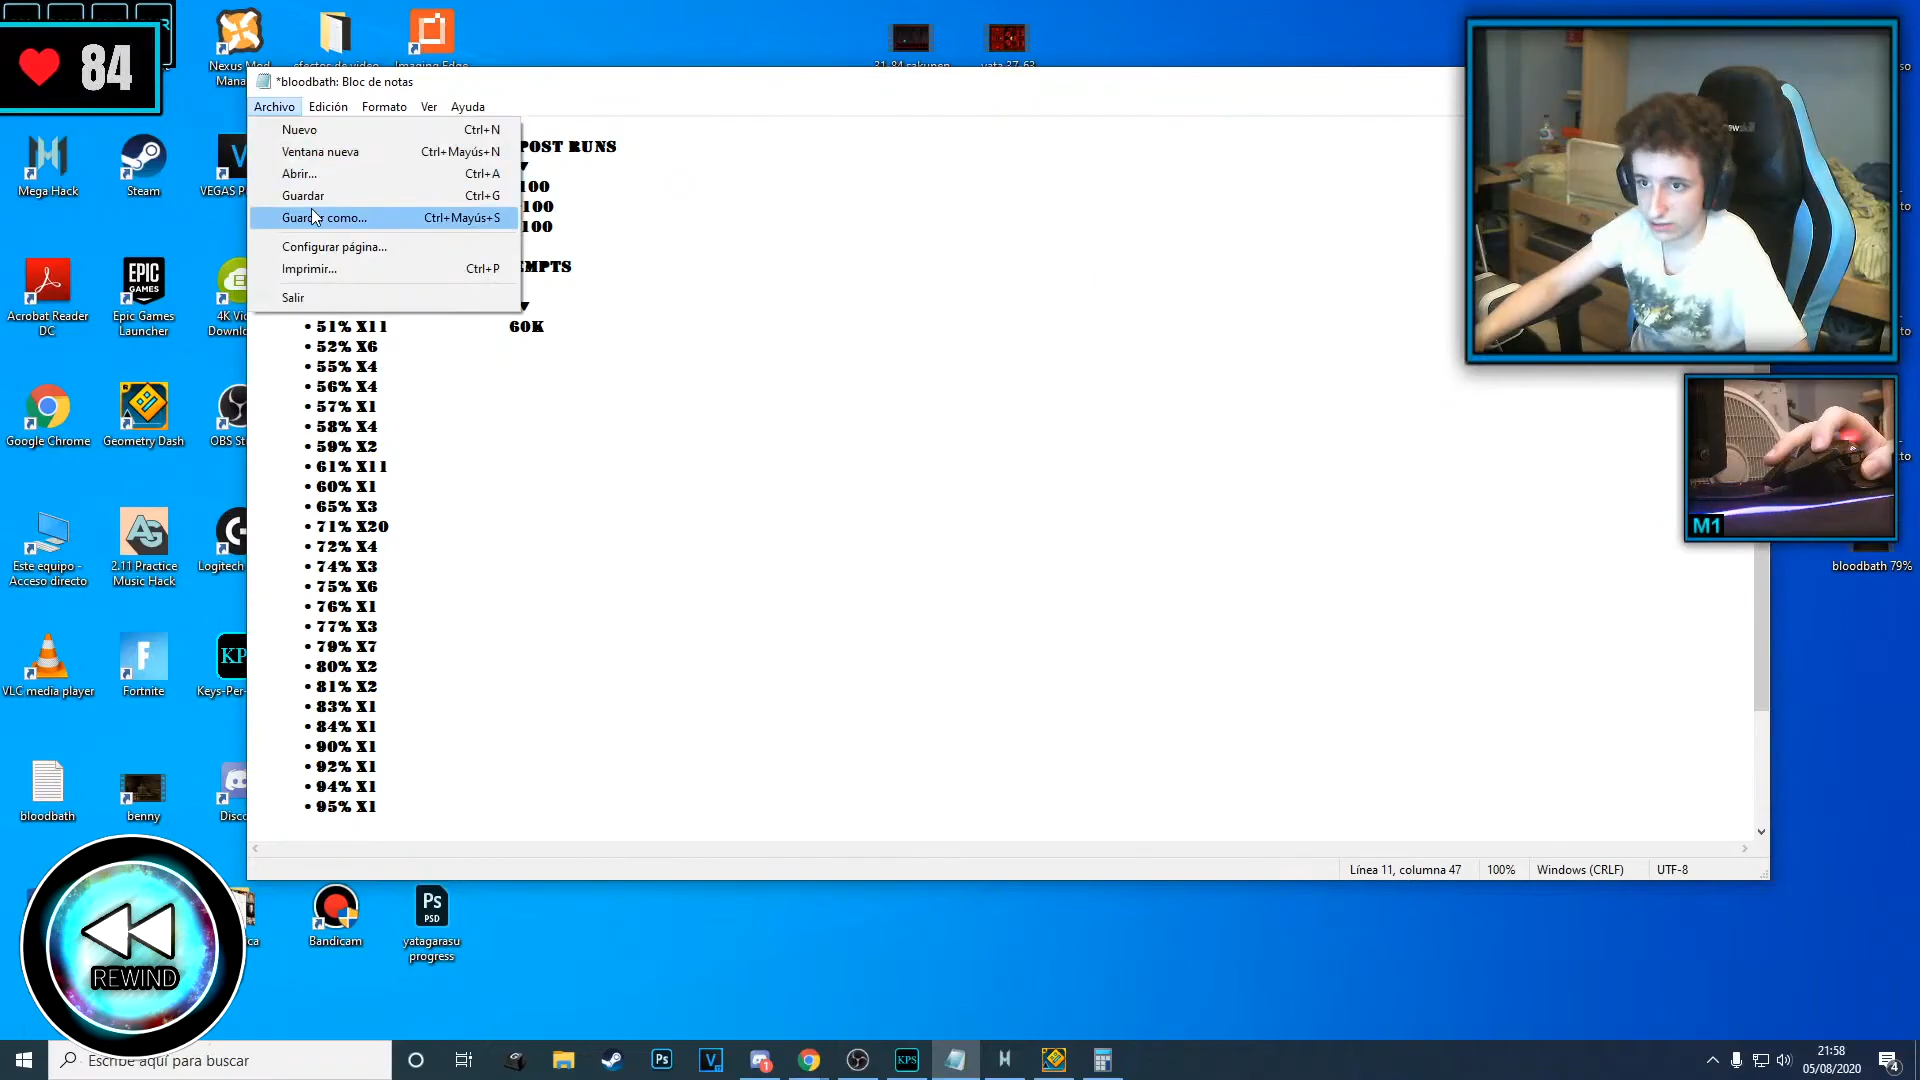 84
Nexus Mod
Mana
efectos de video
Imaging Edge
*bloodbath: Bloc de notas
Archivo Edición Formato Ver Ayuda
Nuevo Ctrl+N
Ventana nueva Ctrl+Mayús+N
Abrir... Ctrl+A
Guardar Ctrl+G
Guardar como... Ctrl+Mayús+S
Configurar página...
Imprimir... Ctrl+P
Salir
POST RUNS
▼
100
100
100
EMPTS
▼
60K
• 51% X11
• 52% X6
• 55% X4
• 56% X4
• 57% X1
• 58% X4
• 59% X2
• 61% X11
• 60% X1
• 65% X3
• 71% X20
• 72% X4
• 74% X3
• 75% X6
• 76% X1
• 77% X3
• 79% X7
• 80% X2
• 81% X2
• 83% X1
• 84% X1
• 90% X1
• 92% X1
• 94% X1
• 95% X1
Línea 11, columna 47 100% Windows (CRLF) UTF-8
Mega Hack
Steam
VEGAS P
Acrobat Reader
DC
EPIC
GAMES
Epic Games
Launcher
4K Vi
Downl
Google Chrome
Geometry Dash
OBS St
Este equipo -
Acceso directo
AG
2.11 Practice
Music Hack
Logitech
VLC media player
Fortnite
KP
Keys-Per-
bloodbath
benny
Disc
REWIND
Bandicam
Ps
PSD
yatagarasu
progress
M1
bloodbath 79%
Escribe aquí para buscar
Ps
V
KPS
21:58
05/08/2020
4